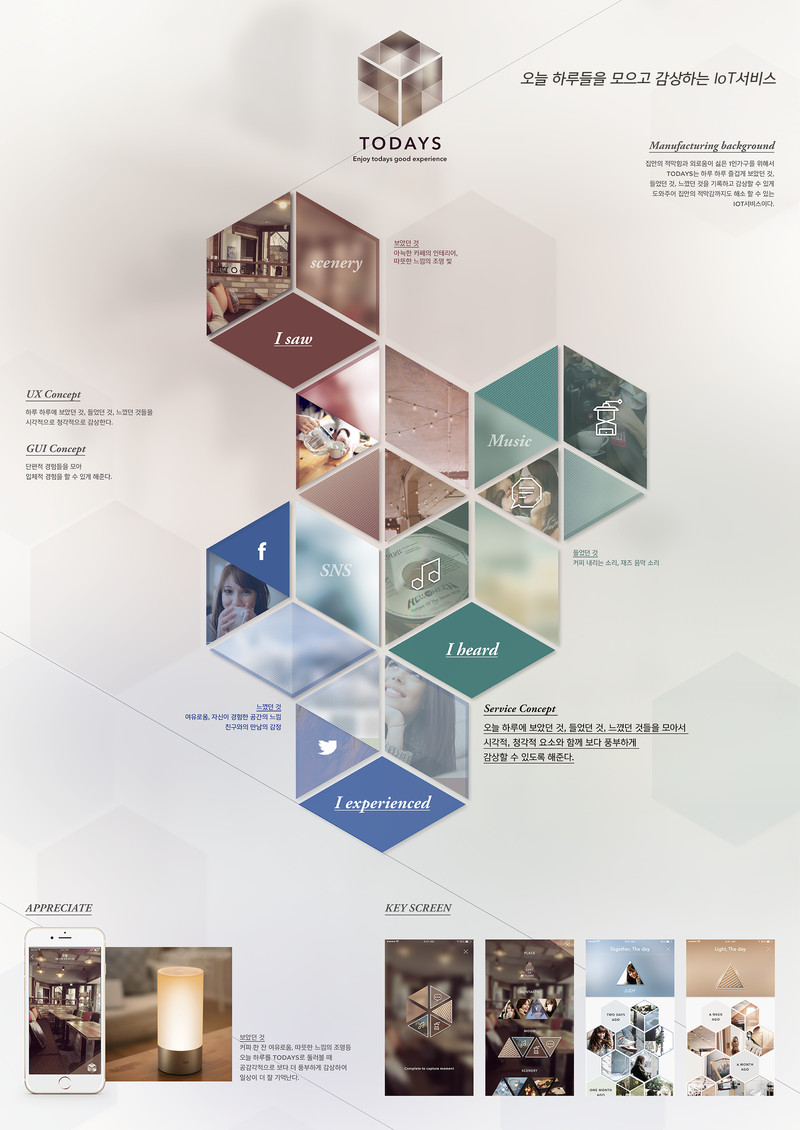 오늘 하루들을 모으고 감상하는 IoT서비스
TODAYS
Enjoy todays good experience
Manufacturing background
집안의 적막함과 외로움이 싫은 1인가구를 위해서
TODAYS는 하루 하루 즐겁게 보았던 것,
들었던 것, 느꼈던 것을 기록하고 감상할 수 있게
도와주어 집안의 적막감까지도 해소 할 수 있는
IOT서비스이다.
scenery
보았던 것
아늑한 카페의 인테리어,
따뜻한 느낌의 조명 빛
I saw
UX Concept
하루 하루에 보았던 것, 들었던 것, 느꼈던 것들을
시각적으로 청각적으로 감상한다.
GUI Concept
단편적 경험들을 모아
입체적 경험을 할 수 있게 해준다.
Music
들었던 것
커피 내리는 소리, 재즈 음악 소리
f
SNS
I heard
느꼈던 것
여유로움, 자신이 경험한 공간의 느낌
친구와의 만남의 감정
Service Concept
오늘 하루에 보았던 것, 들었던 것, 느꼈던 것들을 모아서
시각적, 청각적 요소와 함께 보다 풍부하게
감상할 수 있도록 해준다.
I experienced
APPRECIATE
보았던 것
커피 한 잔 여유로움, 따뜻한 느낌의 조명등
오늘 하루를 TODAYS로 둘러볼 때
공감각적으로 보다 더 풍부하게 감상하여
일상이 더 잘 기억난다.
KEY SCREEN
Complete to capture moment
PLACE
SCENERY
Together, The day
TWO DAYS
AGO
ONE MONTH
AGO
Light, The day
A WEEK
AGO
A MONTH
AGO